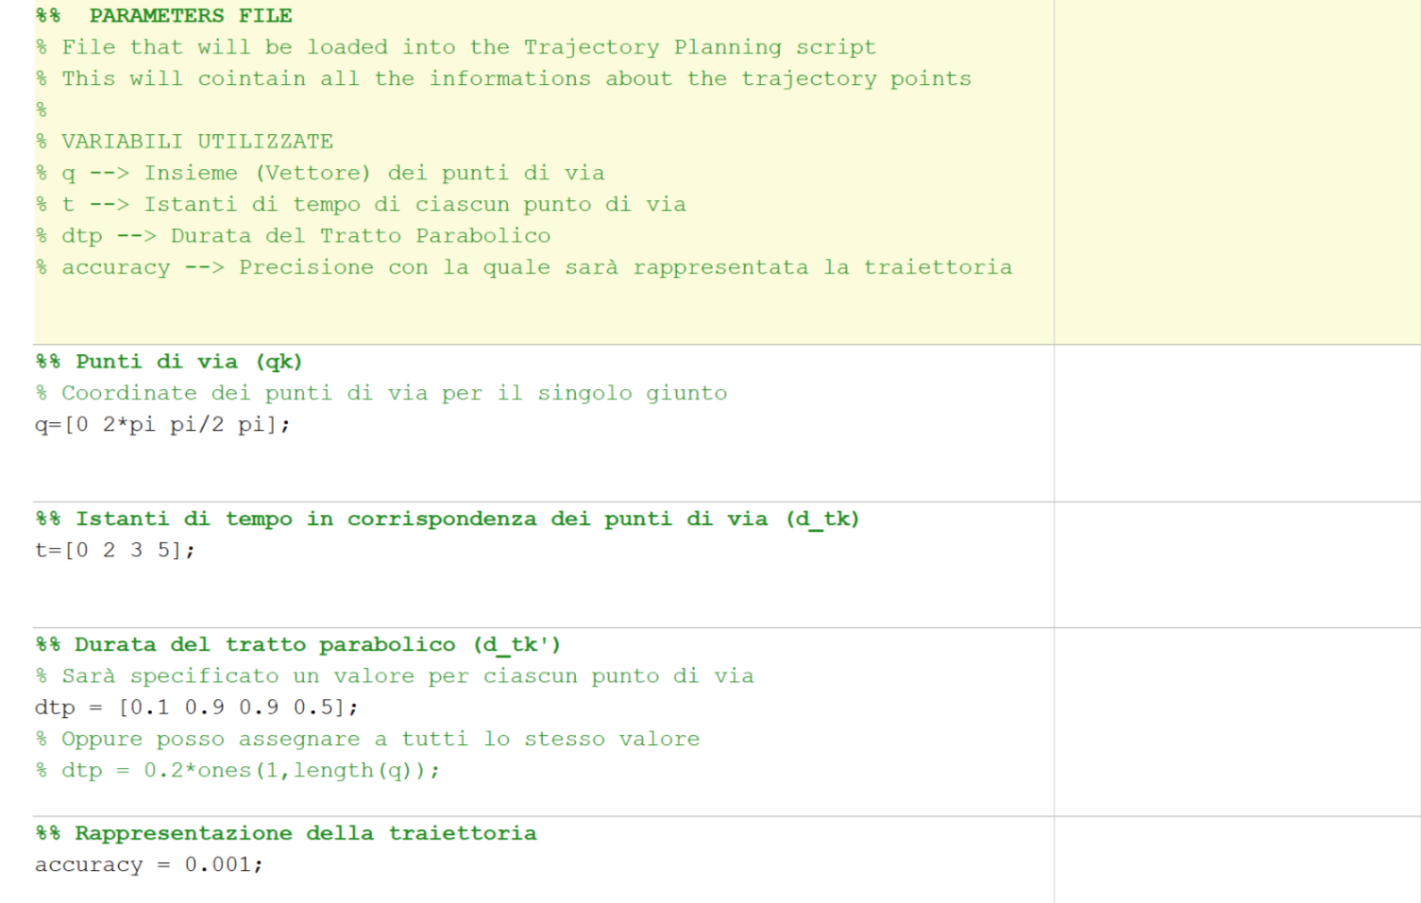 %%  PARAMETERS FILE
% File that will be loaded into the Trajectory Planning script
% This will cointain all the informations about the trajectory points
%
% VARIABILI UTILIZZATE
% q --> Insieme (Vettore) dei punti di via
% t --> Istanti di tempo di ciascun punto di via
% dtp --> Durata del Tratto Parabolico
% accuracy --> Precisione con la quale sarà rappresentata la traiettoria
%% Punti di via (qk)
% Coordinate dei punti di via per il singolo giunto
q=[0 2*pi pi/2 pi];
%% Istanti di tempo in corrispondenza dei punti di via (d_tk)
t=[0 2 3 5];
%% Durata del tratto parabolico (d_tk')
% Sarà specificato un valore per ciascun punto di via
dtp = [0.1 0.9 0.9 0.5];
% Oppure posso assegnare a tutti lo stesso valore
% dtp = 0.2*ones(1,length(q));
%% Rappresentazione della traiettoria
accuracy = 0.001;